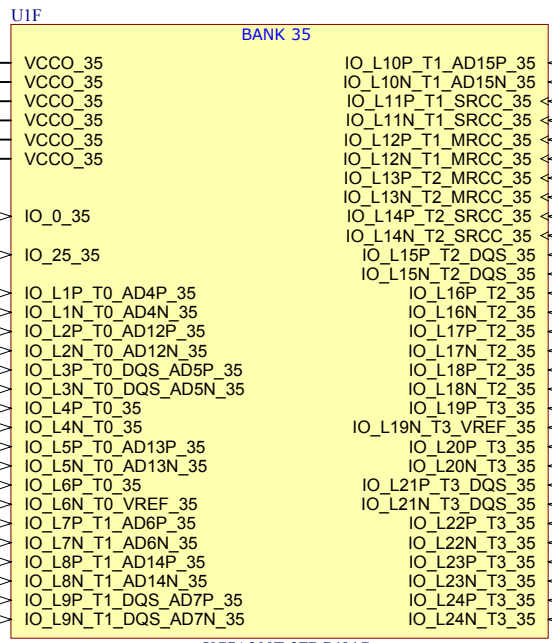 U1F
BANK 35
VCCO_35
VCCO_35
VCCO_35
VCCO_35
VCCO_35
VCCO_35
IO_0_35
IO_25_35
IO_L1P_T0_AD4P_35
IO_L1N_T0_AD4N_35
IO_L2P_T0_AD12P_35
IO_L2N_T0_AD12N_35
IO_L3P_T0_DQS_AD5P_35
IO_L3N_T0_DQS_AD5N_35
IO_L4P_T0_35
IO_L4N_T0_35
IO_L5P_T0_AD13P_35
IO_L5N_T0_AD13N_35
IO_L6P_T0_35
IO_L6N_T0_VREF_35
IO_L7P_T1_AD6P_35
IO_L7N_T1_AD6N_35
IO_L8P_T1_AD14P_35
IO_L8N_T1_AD14N_35
IO_L9P_T1_DQS_AD7P_35
IO_L9N_T1_DQS_AD7N_35
IO_L10P_T1_AD15P_35
IO_L10N_T1_AD15N_35
IO_L11P_T1_SRCC_35
IO_L11N_T1_SRCC_35
IO_L12P_T1_MRCC_35
IO_L12N_T1_MRCC_35
IO_L13P_T2_MRCC_35
IO_L13N_T2_MRCC_35
IO_L14P_T2_SRCC_35
IO_L14N_T2_SRCC_35
IO_L15P_T2_DQS_35
IO_L15N_T2_DQS_35
IO_L16P_T2_35
IO_L16N_T2_35
IO_L17P_T2_35
IO_L17N_T2_35
IO_L18P_T2_35
IO_L18N_T2_35
IO_L19P_T3_35
IO_L19N_T3_VREF_35
IO_L20P_T3_35
IO_L20N_T3_35
IO_L21P_T3_DQS_35
IO_L21N_T3_DQS_35
IO_L22P_T3_35
IO_L22N_T3_35
IO_L23P_T3_35
IO_L23N_T3_35
IO_L24P_T3_35
IO_L24N_T3_35